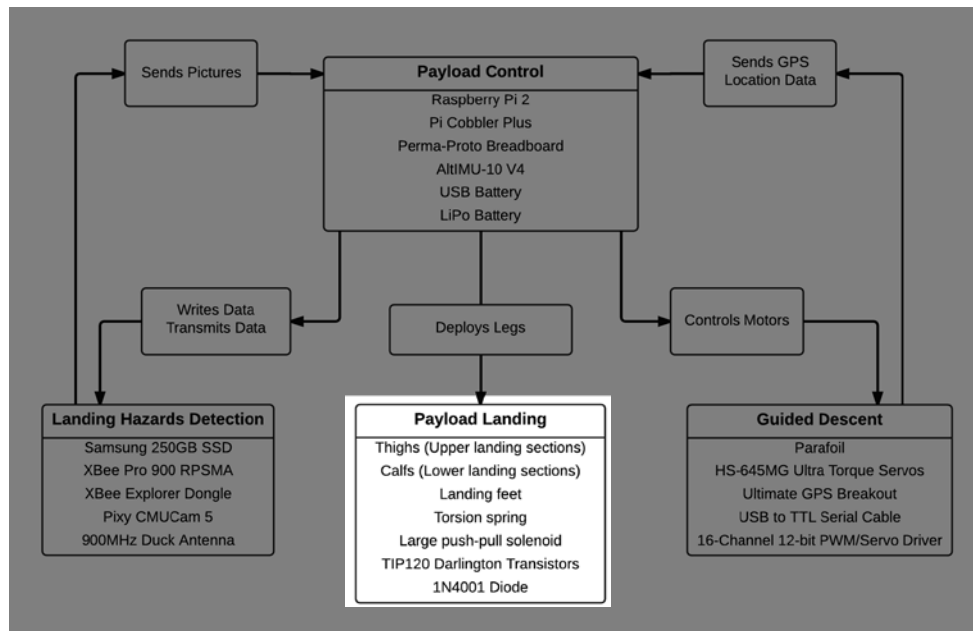 Sends Pictures
Payload Control
Raspberry Pi 2
Pi Cobbler Plus
Perma-Proto Breadboard
AltIMU-10 V4
USB Battery
LiPo Battery
Sends GPS
Location Data
Writes Data
Transmits Data
Deploys Legs
Controls Motors
Landing Hazards Detection
Samsung 250GB SSD
XBee Pro 900 RPSMA
XBee Explorer Dongle
Pixy CMUCam 5
900MHz Duck Antenna
Payload Landing
Thighs (Upper landing sections)
Calfs (Lower landing sections)
Landing feet
Torsion spring
Large push-pull solenoid
TIP120 Darlington Transistors
1N4001 Diode
Guided Descent
Parafoil
HS-645MG Ultra Torque Servos
Ultimate GPS Breakout
USB to TTL Serial Cable
16-Channel 12-bit PWM/Servo Driver